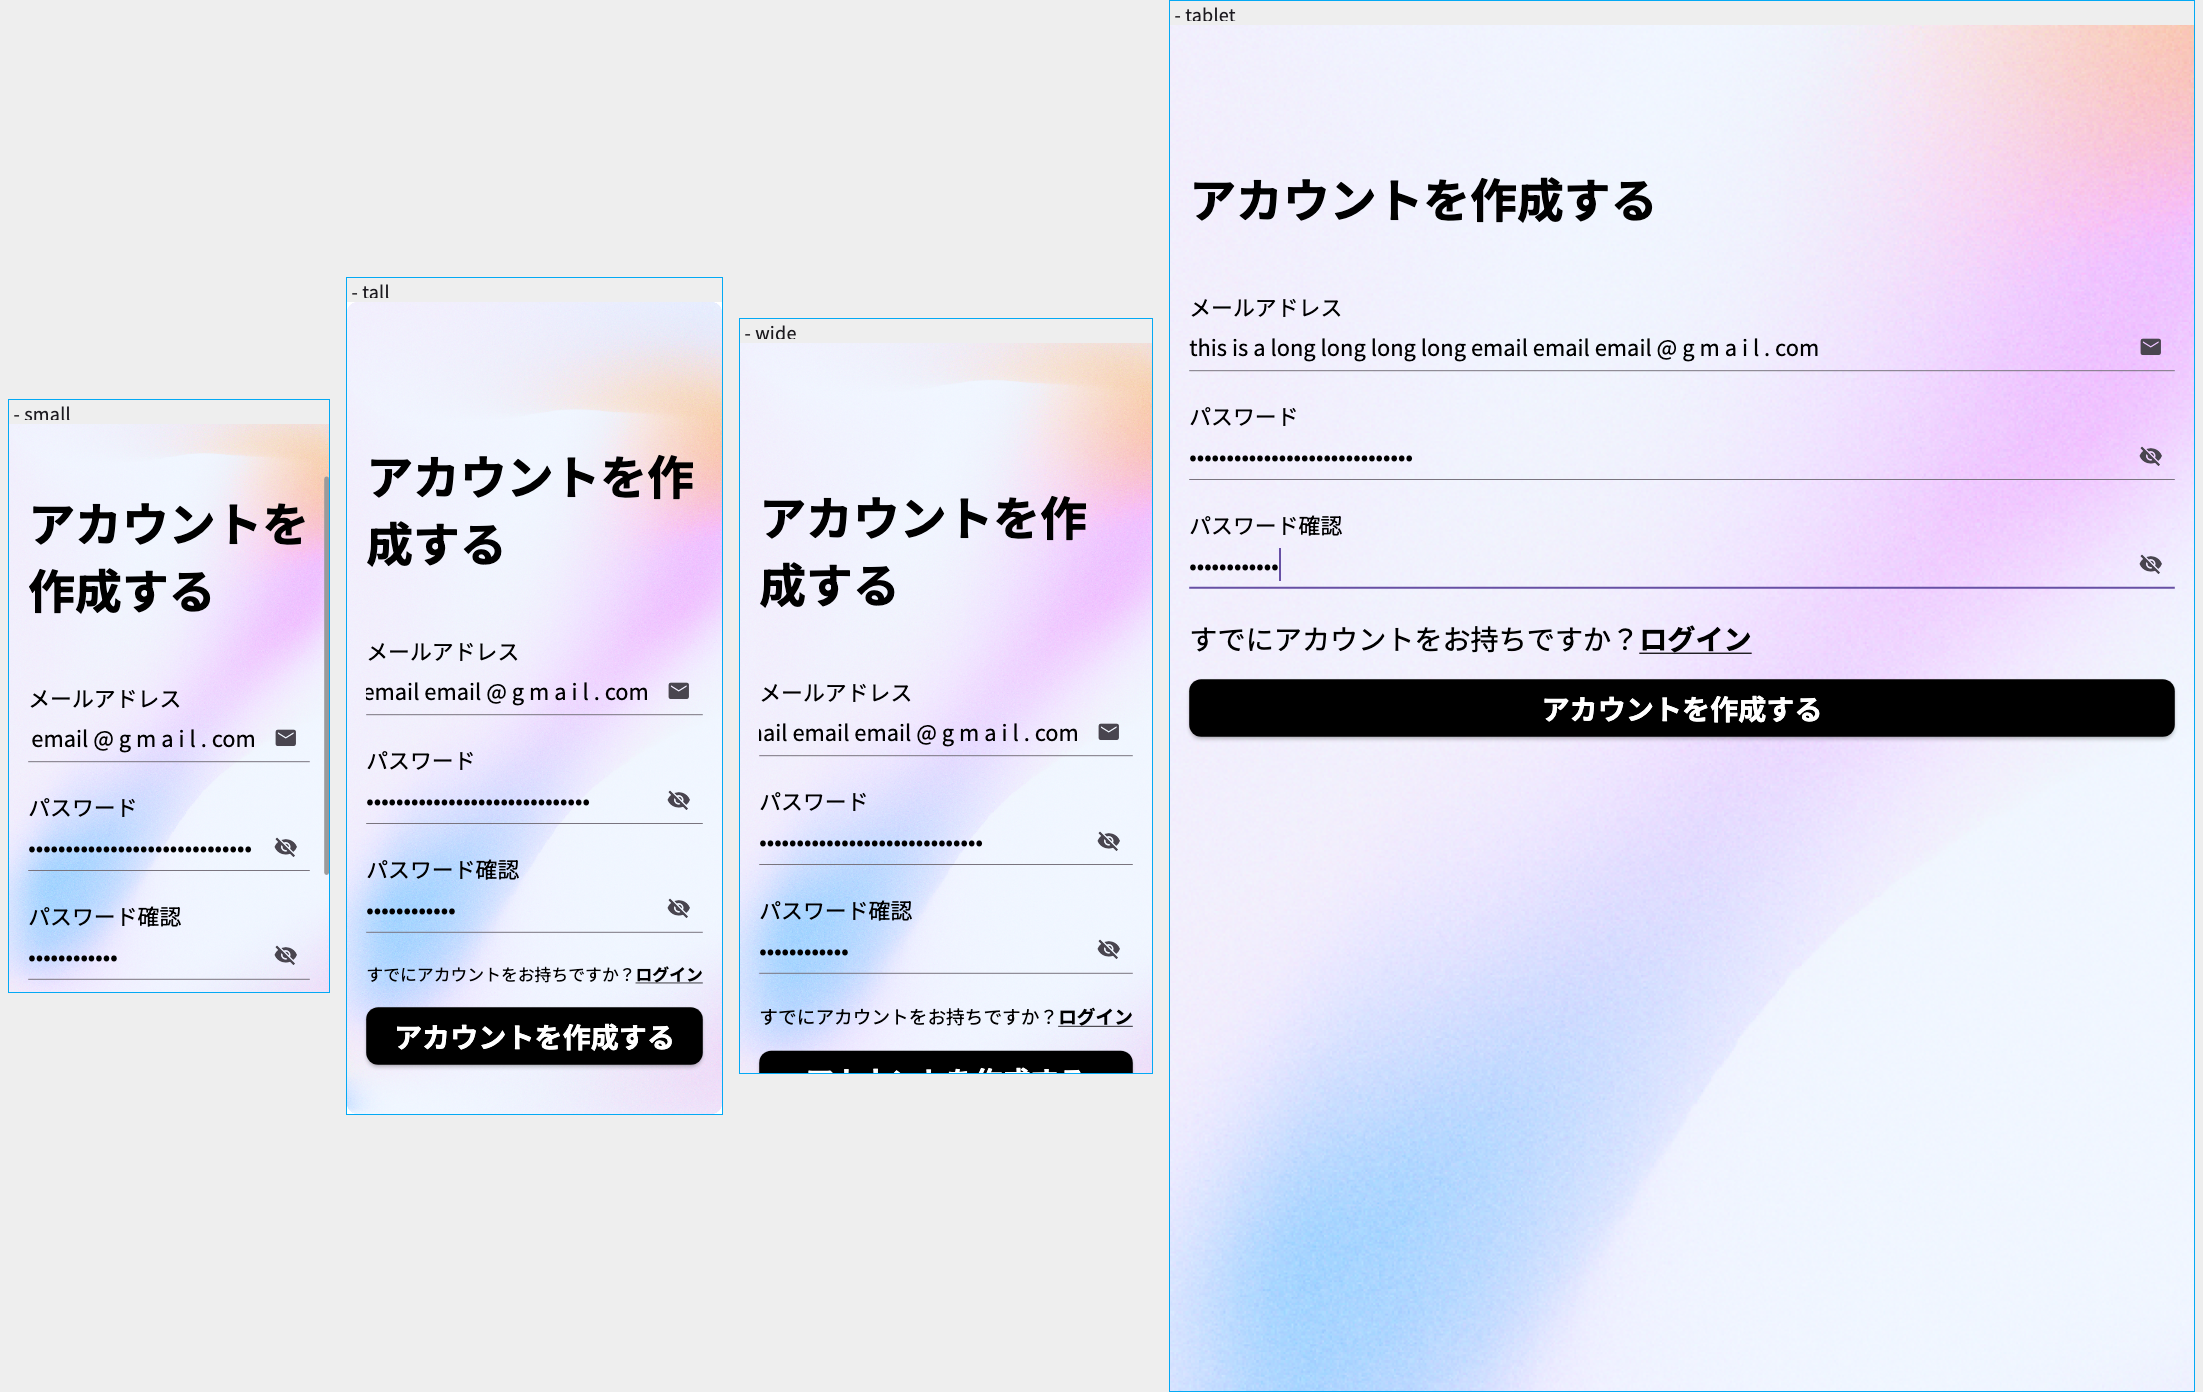 - small
アカウントを
作成する
メールアドレス
email @ g m a i l . com
パスワード
••••••••••••••••••••••••••••••
パスワード確認
••••••••••••
- tall
アカウントを作
成する
メールアドレス
email email @ g m a i l . com
パスワード
••••••••••••••••••••••••••••••
パスワード確認
••••••••••••
すでにアカウントをお持ちですか？ログイン
アカウントを作成する
- wide
アカウントを作
成する
メールアドレス
ail email email @ g m a i l . com
パスワード
••••••••••••••••••••••••••••••
パスワード確認
••••••••••••
すでにアカウントをお持ちですか？ログイン
アカウントを作成する
- tablet
アカウントを作成する
メールアドレス
this is a long long long long email email email @ g m a i l . com
パスワード
••••••••••••••••••••••••••••••
パスワード確認
••••••••••••
すでにアカウントをお持ちですか？ログイン
アカウントを作成する